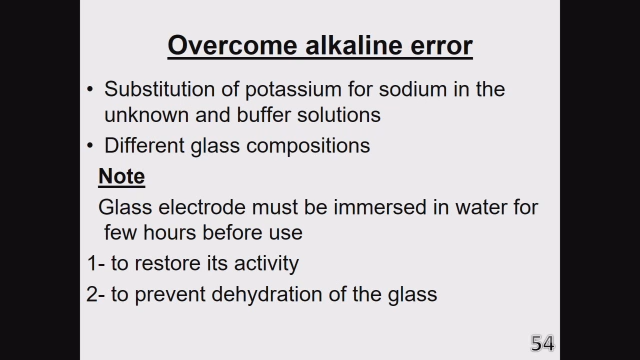 Overcome alkaline error
• Substitution of potassium for sodium in the
unknown and buffer solutions
• Different glass compositions
Note
Glass electrode must be immersed in water for
few hours before use
1- to restore its activity
2- to prevent dehydration of the glass
54